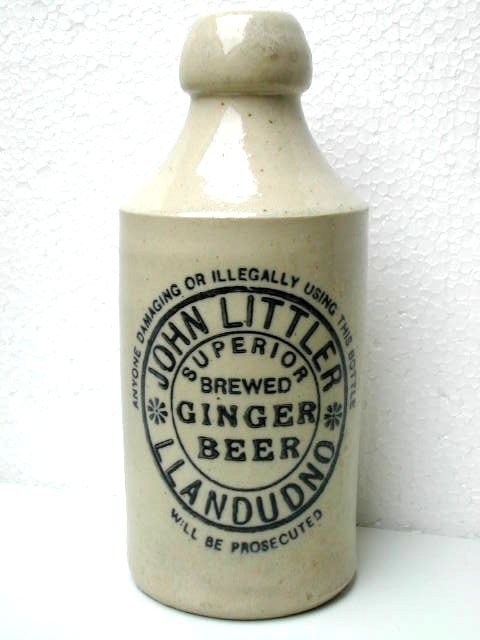 ANYONE DAMAGING OR ILLEGALLY USING THIS BOTTLE
JOHN LITTLER
SUPERIOR
BREWED
GINGER
BEER
LLANDUDNO
WILL BE PROSECUTED